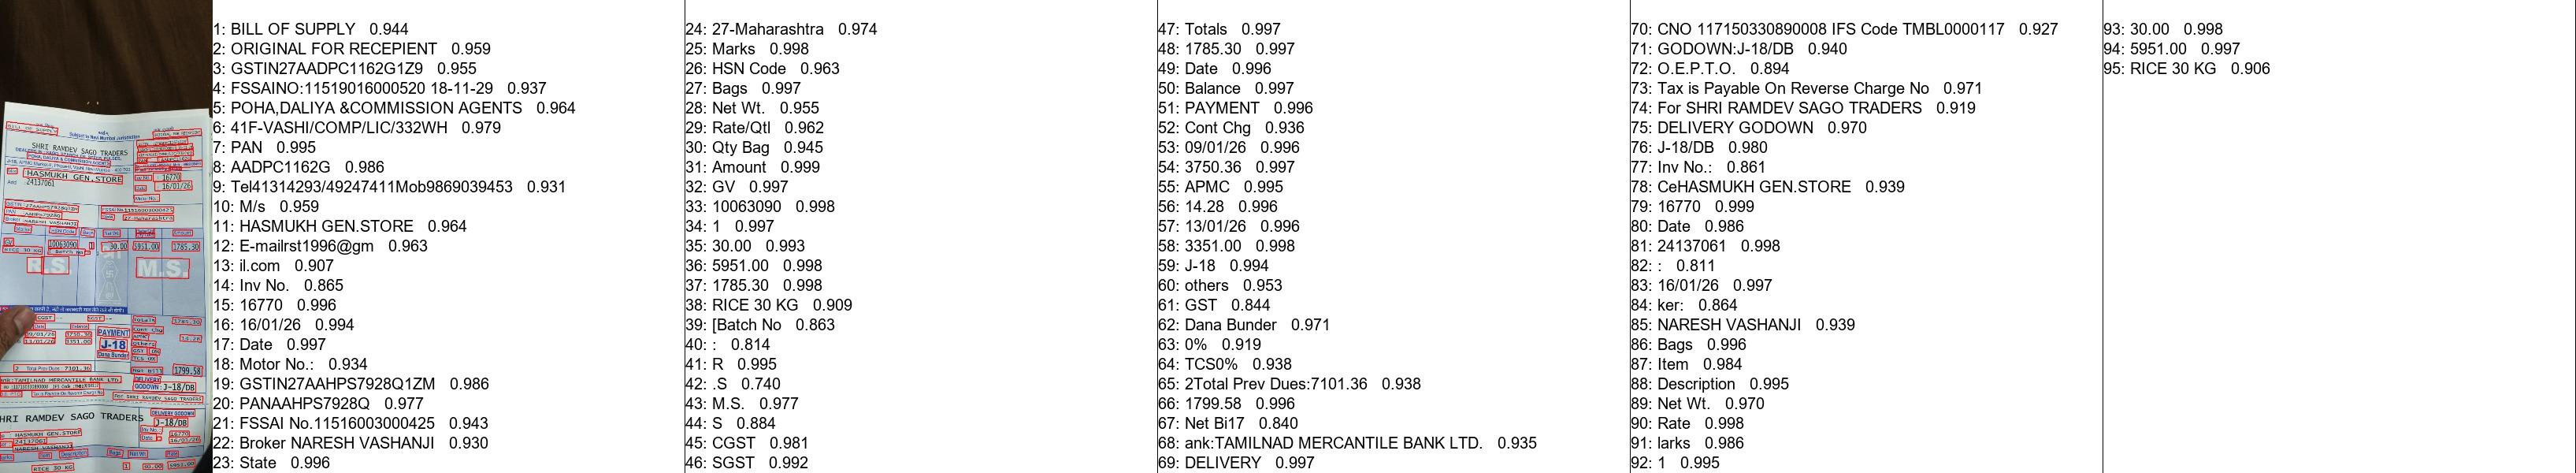 BILL OF SUPPLY
SHRI RAMDEV SAGO TRADERS
HASMUKH GEN.STORE
24137061
16770
16/01/26
R.S.
M.S.
PAYMENT
J-18
Dana Bunder
1799.58
HRI RAMDEV SAGO TRADERS
J-18/DB
RICE 30 KG
1: BILL OF SUPPLY 0.944
2: ORIGINAL FOR RECEPIENT 0.959
3: GSTIN27AADPC1162G1Z9 0.955
4: FSSAINO:11519016000520 18-11-29 0.937
5: POHA,DALIYA &COMMISSION AGENTS 0.964
6: 41F-VASHI/COMP/LIC/332WH 0.979
7: PAN 0.995
8: AADPC1162G 0.986
9: Tel41314293/49247411Mob9869039453 0.931
10: M/s 0.959
11: HASMUKH GEN.STORE 0.964
12: E-mailrst1996@gm 0.963
13: il.com 0.907
14: Inv No. 0.865
15: 16770 0.996
16: 16/01/26 0.994
17: Date 0.997
18: Motor No.: 0.934
19: GSTIN27AAHPS7928Q1ZM 0.986
20: PANAAHPS7928Q 0.977
21: FSSAI No.11516003000425 0.943
22: Broker NARESH VASHANJI 0.930
23: State 0.996
24: 27-Maharashtra 0.974
25: Marks 0.998
26: HSN Code 0.963
27: Bags 0.997
28: Net Wt. 0.955
29: Rate/Qtl 0.962
30: Qty Bag 0.945
31: Amount 0.999
32: GV 0.997
33: 10063090 0.998
34: 1 0.997
35: 30.00 0.993
36: 5951.00 0.998
37: 1785.30 0.998
38: RICE 30 KG 0.909
39: [Batch No 0.863
40: : 0.814
41: R 0.995
42: .S 0.740
43: M.S. 0.977
44: S 0.884
45: CGST 0.981
46: SGST 0.992
47: Totals 0.997
48: 1785.30 0.997
49: Date 0.996
50: Balance 0.997
51: PAYMENT 0.996
52: Cont Chg 0.936
53: 09/01/26 0.996
54: 3750.36 0.997
55: APMC 0.995
56: 14.28 0.996
57: 13/01/26 0.996
58: 3351.00 0.998
59: J-18 0.994
60: others 0.953
61: GST 0.844
62: Dana Bunder 0.971
63: 0% 0.919
64: TCS0% 0.938
65: 2Total Prev Dues:7101.36 0.938
66: 1799.58 0.996
67: Net Bi17 0.840
68: ank:TAMILNAD MERCANTILE BANK LTD. 0.935
69: DELIVERY 0.997
70: CNO 117150330890008 IFS Code TMBL0000117 0.927
71: GODOWN:J-18/DB 0.940
72: O.E.P.T.O. 0.894
73: Tax is Payable On Reverse Charge No 0.971
74: For SHRI RAMDEV SAGO TRADERS 0.919
75: DELIVERY GODOWN 0.970
76: J-18/DB 0.980
77: Inv No.: 0.861
78: CeHASMUKH GEN.STORE 0.939
79: 16770 0.999
80: Date 0.986
81: 24137061 0.998
82: : 0.811
83: 16/01/26 0.997
84: ker: 0.864
85: NARESH VASHANJI 0.939
86: Bags 0.996
87: Item 0.984
88: Description 0.995
89: Net Wt. 0.970
90: Rate 0.998
91: larks 0.986
92: 1 0.995
93: 30.00 0.998
94: 5951.00 0.997
95: RICE 30 KG 0.906